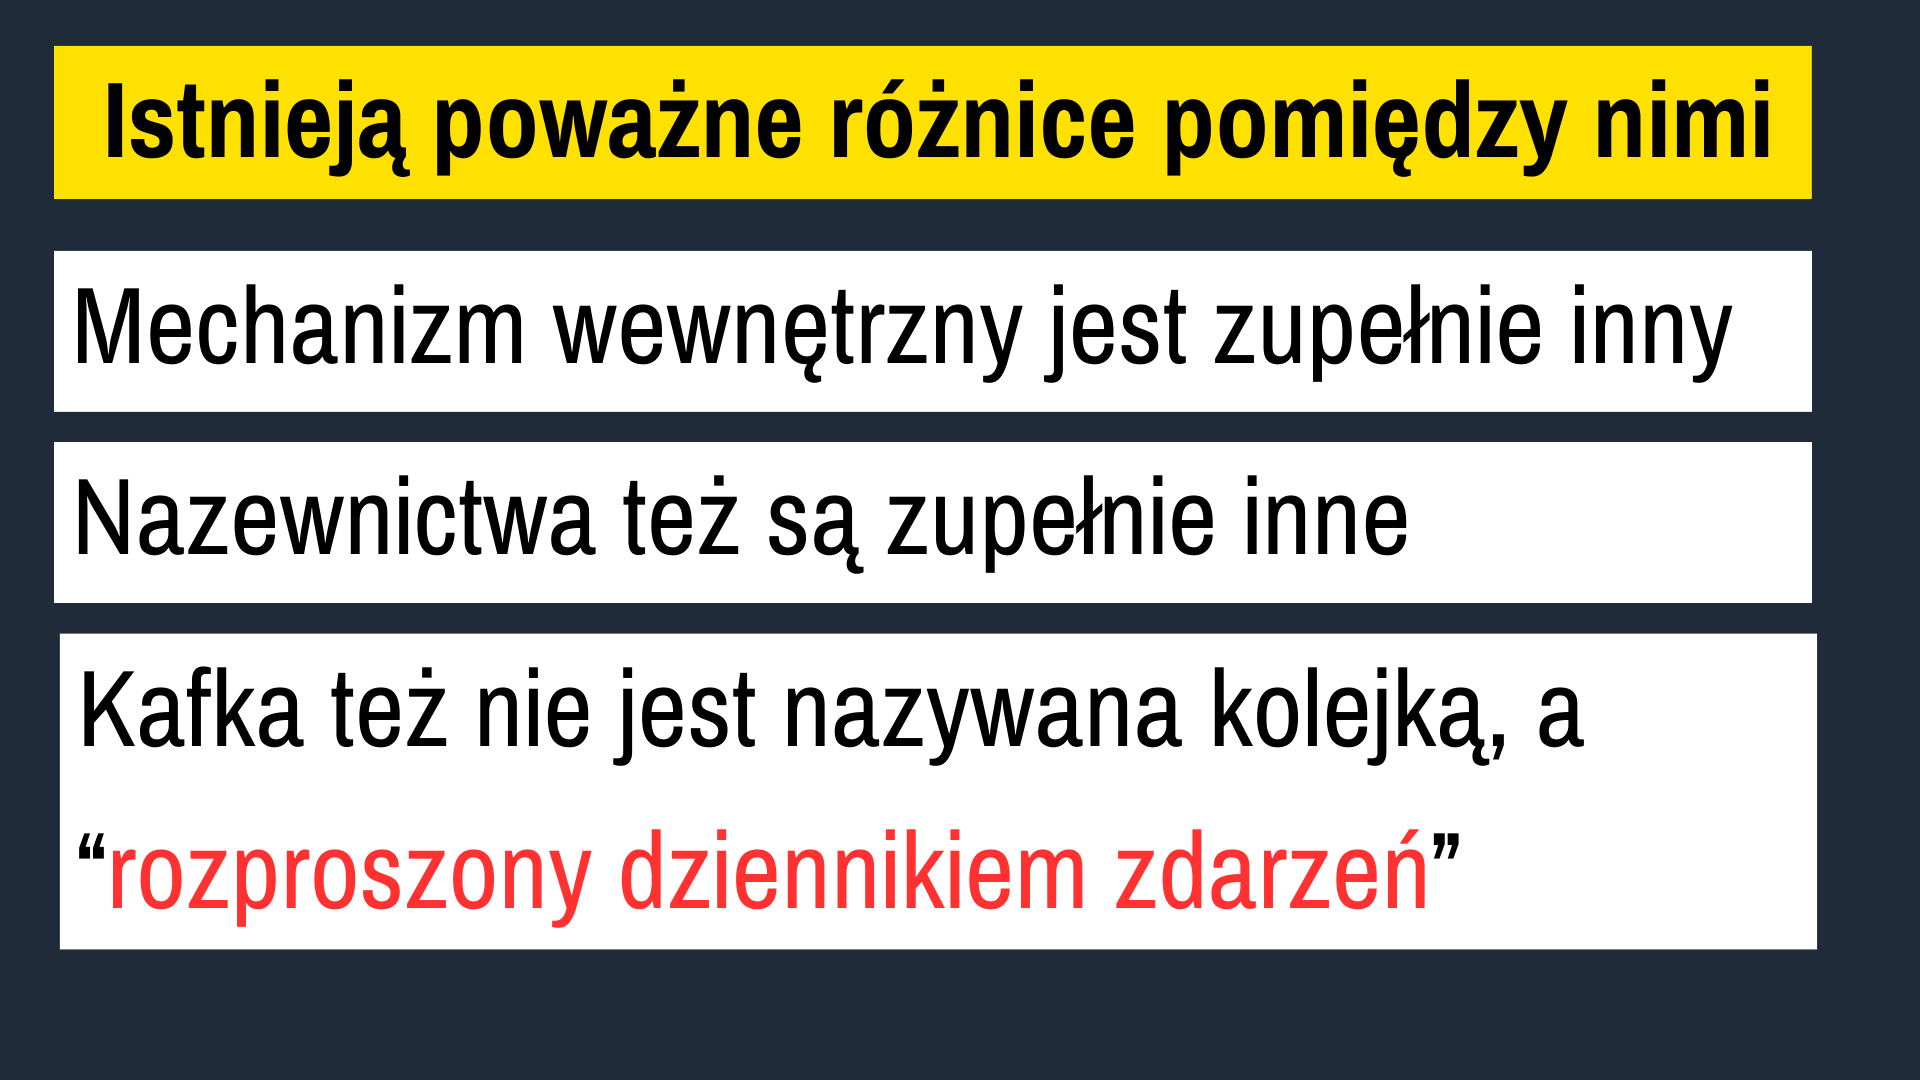 Istnieją poważne różnice pomiędzy nimi
Mechanizm wewnętrzny jest zupełnie inny
Nazewnictwa też są zupełnie inne
Kafka też nie jest nazywana kolejką, a
“rozproszony dziennikiem zdarzeń”